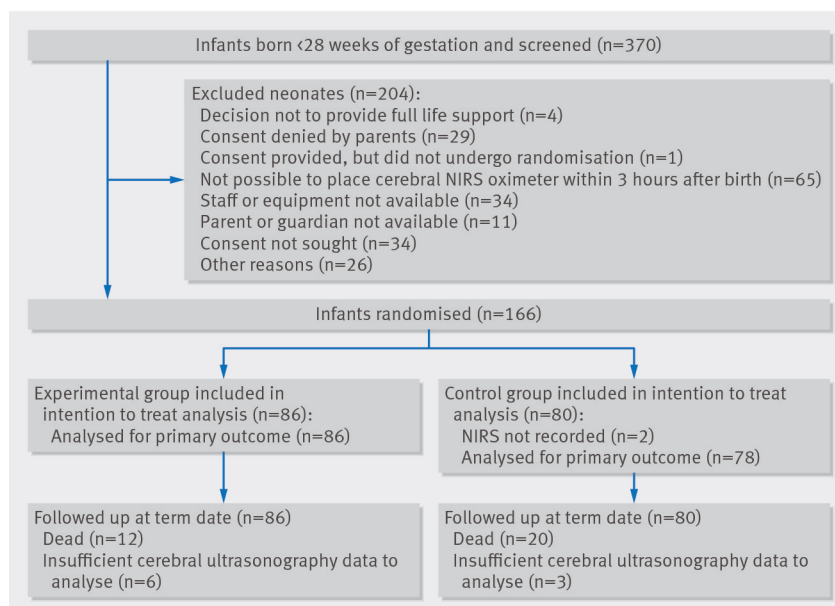 Infants born <28 weeks of gestation and screened (n=370)
Excluded neonates (n=204):
Decision not to provide full life support (n=4)
Consent denied by parents (n=29)
Consent provided, but did not undergo randomisation (n=1)
Not possible to place cerebral NIRS oximeter within 3 hours after birth (n=65)
Staff or equipment not available (n=34)
Parent or guardian not available (n=11)
Consent not sought (n=34)
Other reasons (n=26)
Infants randomised (n=166)
Experimental group included in
intention to treat analysis (n=86):
Analysed for primary outcome (n=86)
Control group included in intention to treat
analysis (n=80):
NIRS not recorded (n=2)
Analysed for primary outcome (n=78)
Followed up at term date (n=86)
Dead (n=12)
Insufficient cerebral ultrasonography data to
analyse (n=6)
Followed up at term date (n=80)
Dead (n=20)
Insufficient cerebral ultrasonography data to
analyse (n=3)